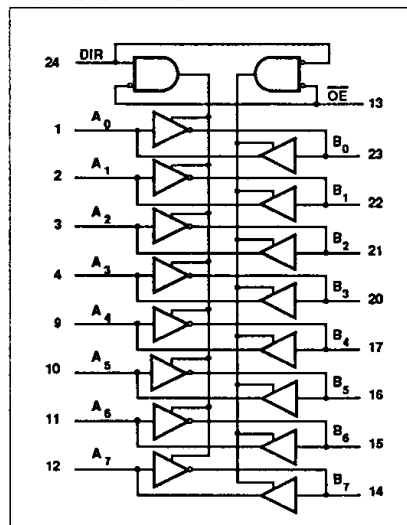 24 DIR
OE 13
1 A0
B0 23
2 A1
B1 22
3 A2
B2 21
4 A3
B3 20
9 A4
B4 17
10 A5
B5 16
11 A6
B6 15
12 A7
B7 14